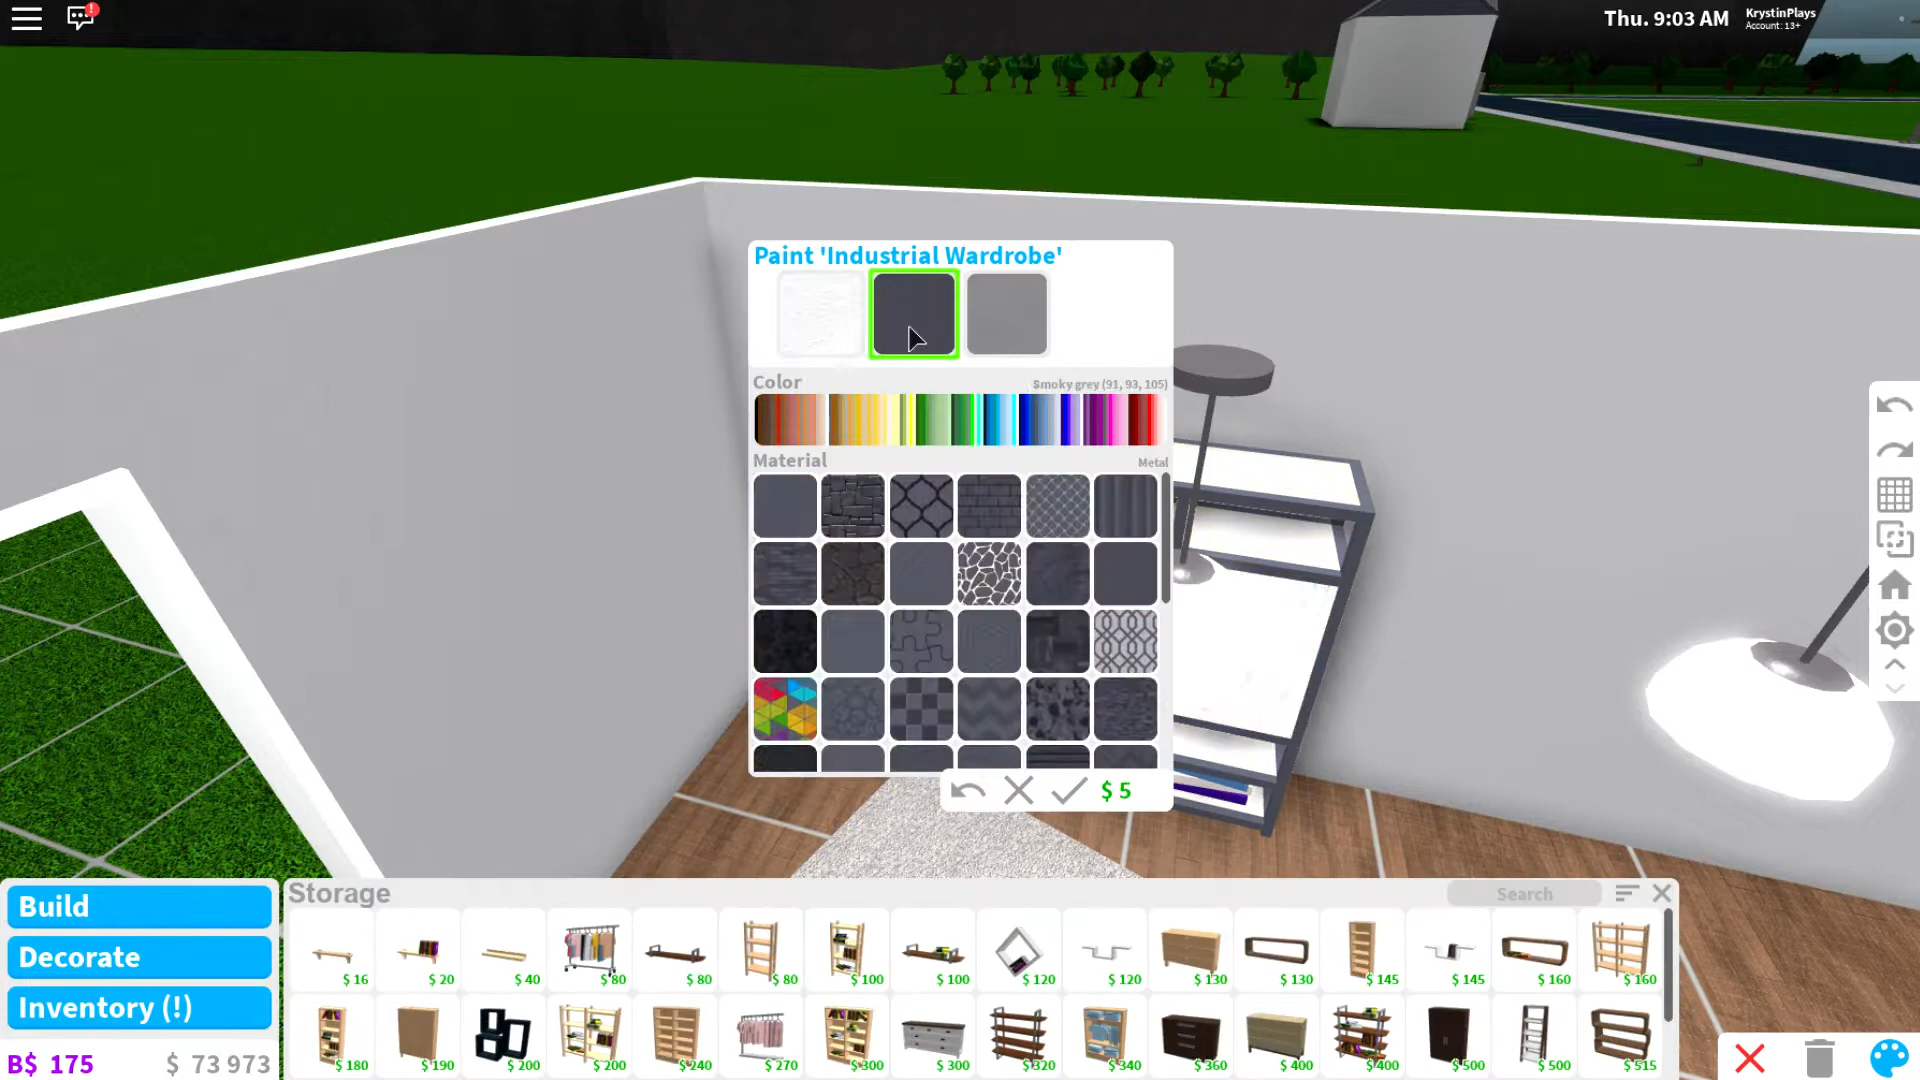 Thu. 9:03 AM
KrystinPlays
Account: 13+
Paint 'Industrial Wardrobe'
Color
Smoky grey (91, 93, 105)
Material
Metal
$ 5
Build
Decorate
Inventory (!)
B$ 175
$ 73 973
Storage
Search
$ 16
$ 20
$ 40
$ 80
$ 80
$ 80
$ 100
$ 100
$ 120
$ 120
$ 130
$ 130
$ 145
$ 145
$ 160
$ 160
$ 180
$ 190
$ 200
$ 200
$ 240
$ 270
$ 300
$ 300
$ 320
$ 340
$ 360
$ 400
$ 400
$ 500
$ 500
$ 515